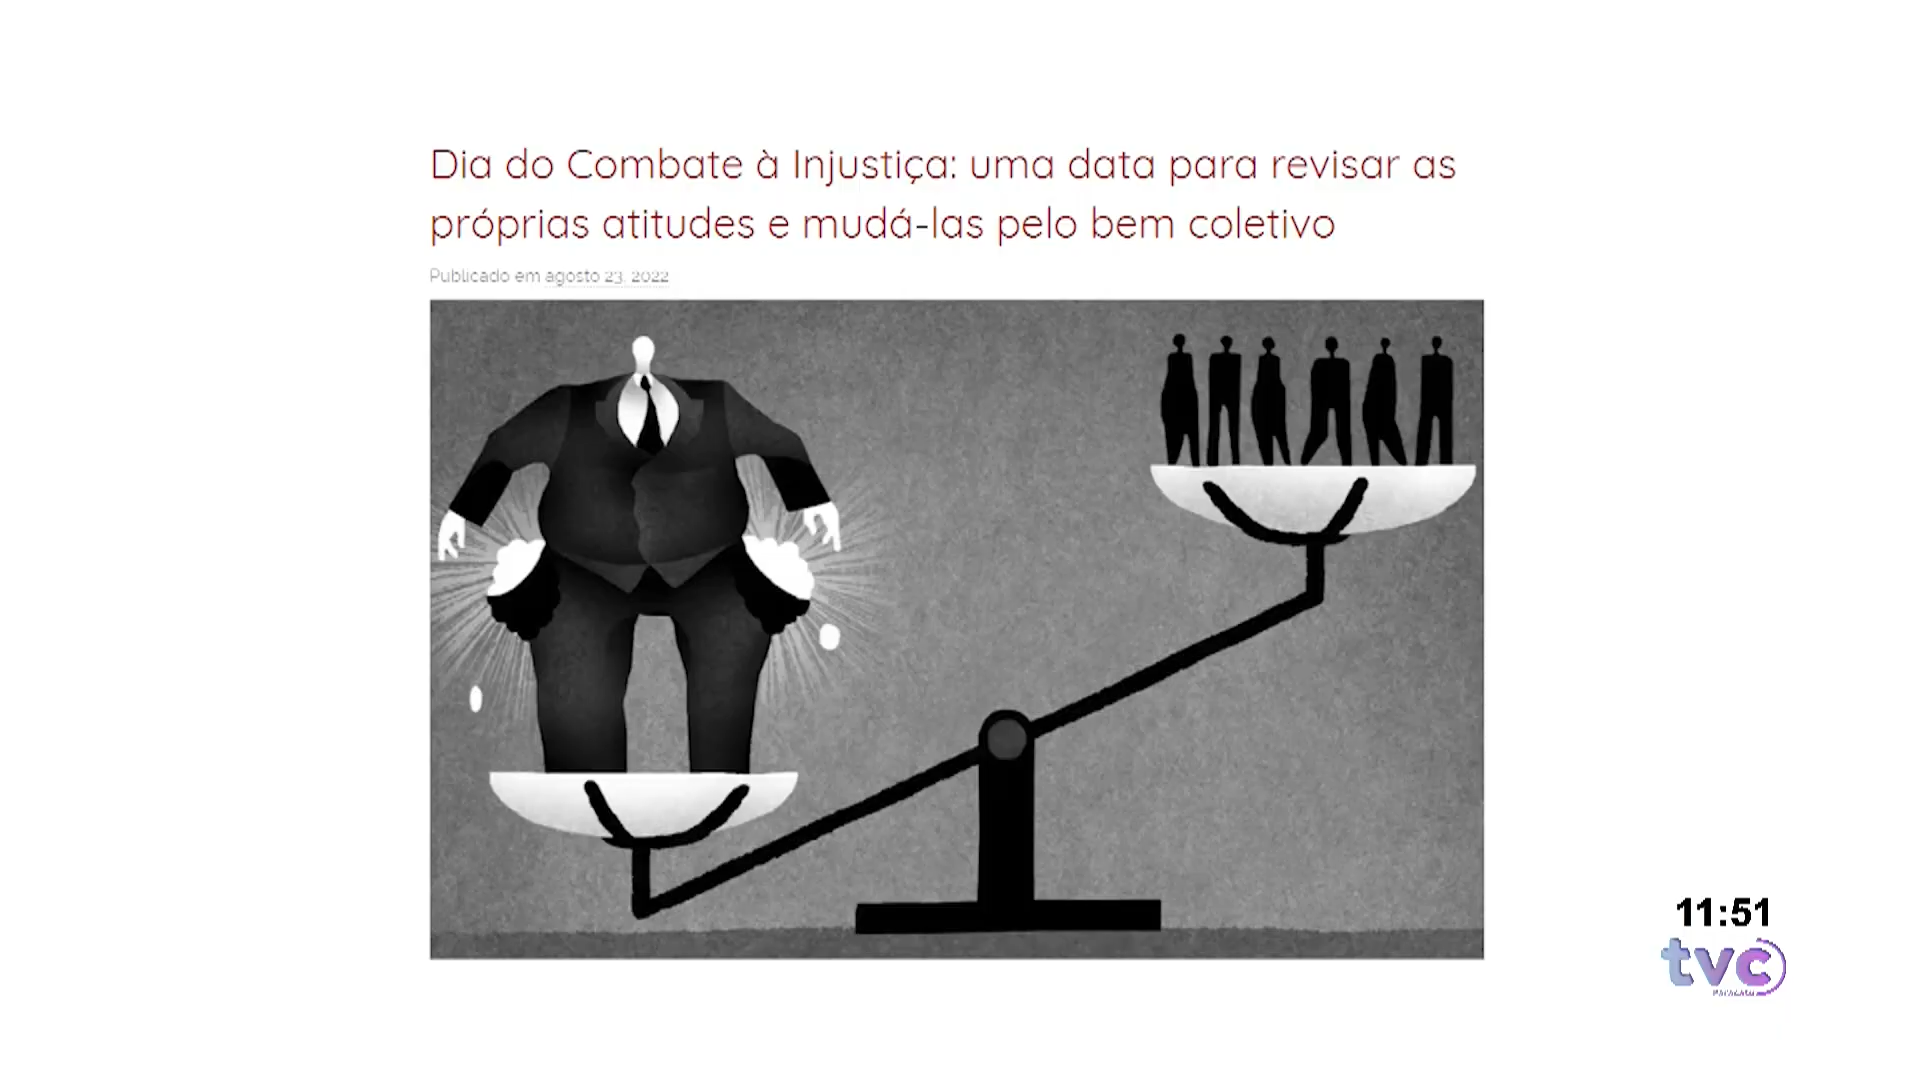 Dia do Combate à Injustiça: uma data para revisar as
próprias atitudes e mudá-las pelo bem coletivo
Publicado em agosto 23, 2022
11:51
tvc